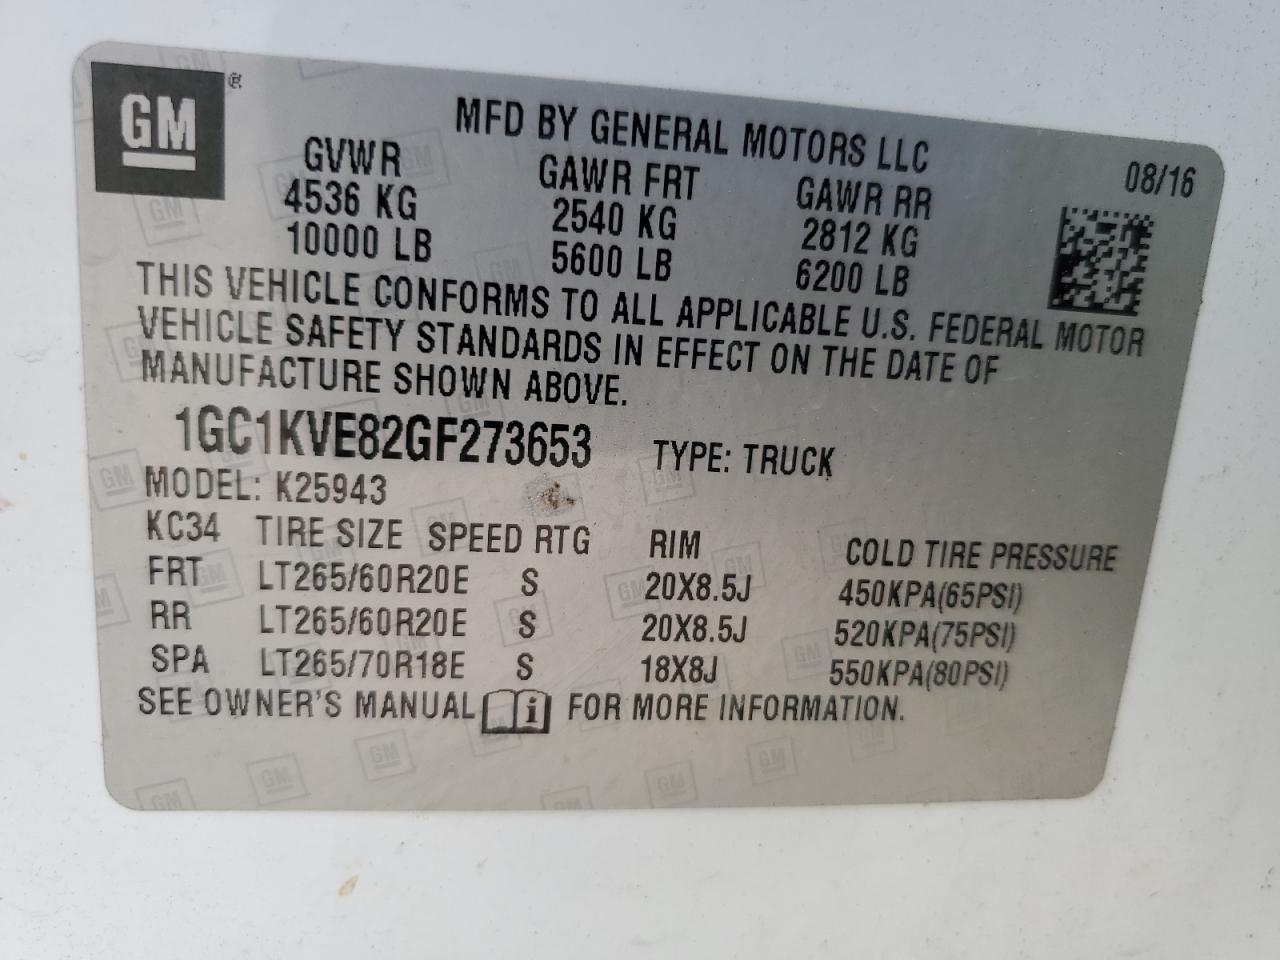 GM
MFD BY GENERAL MOTORS LLC
08/16
GVWR GAWR FRT GAWR RR
4536 KG 2540 KG 2812 KG
10000 LB 5600 LB 6200 LB
THIS VEHICLE CONFORMS TO ALL APPLICABLE U.S. FEDERAL MOTOR
VEHICLE SAFETY STANDARDS IN EFFECT ON THE DATE OF
MANUFACTURE SHOWN ABOVE.
1GC1KVE82GF273653 TYPE: TRUCK
MODEL: K25943
KC34 TIRE SIZE SPEED RTG RIM COLD TIRE PRESSURE
FRT LT265/60R20E S 20X8.5J 450KPA(65PSI)
RR LT265/60R20E S 20X8.5J 520KPA(75PSI)
SPA LT265/70R18E S 18X8J 550KPA(80PSI)
SEE OWNER'S MANUAL i FOR MORE INFORMATION.